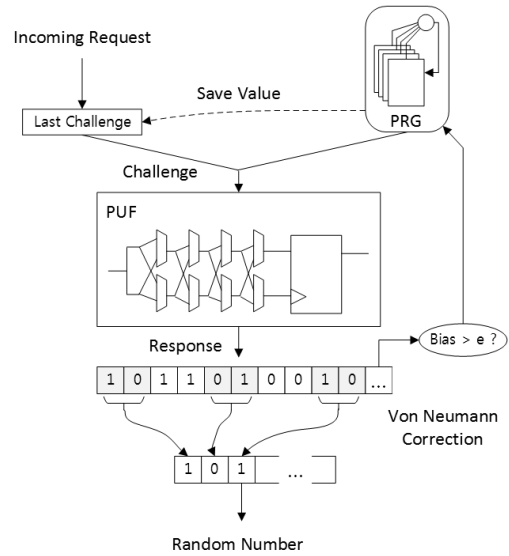 Incoming Request
Last Challenge
Save Value
PRG
Challenge
PUF
Response
Bias > e ?
1 0 1 1 0 1 0 0 1 0 ...
Von Neumann
Correction
1 0 1 ...
Random Number